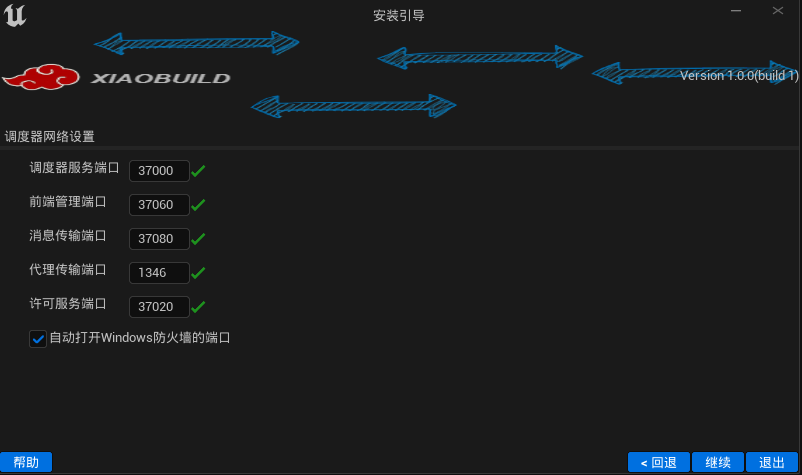 安装引导
XIAOBUILD
Version 1.0.0(build 1)
调度器网络设置
调度器服务端口 37000
前端管理端口 37060
消息传输端口 37080
代理传输端口 1346
许可服务端口 37020
自动打开Windows防火墙的端口
帮助 < 回退 继续 退出